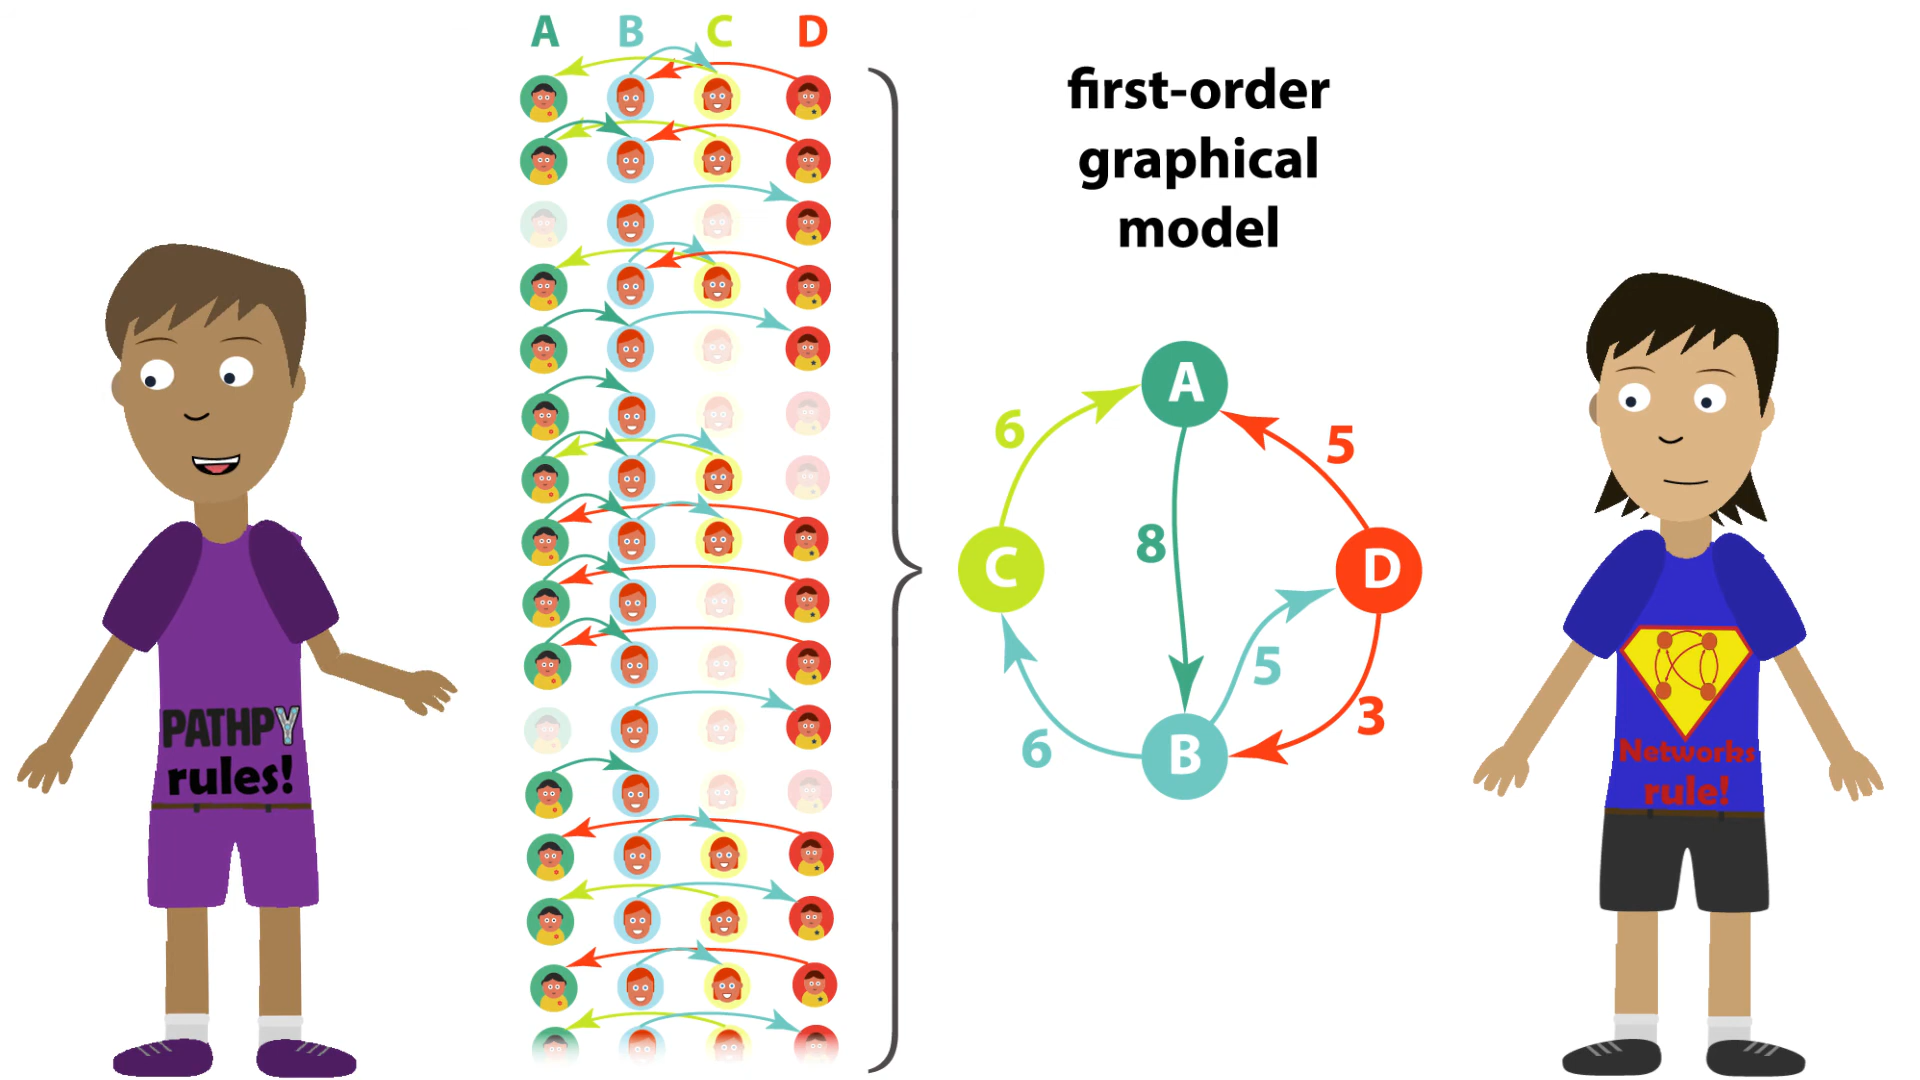 A B C D
first-order
graphical
model
A
6
5
8
C
D
5
6
3
B
PATHPY
rules!
Networks
rule!